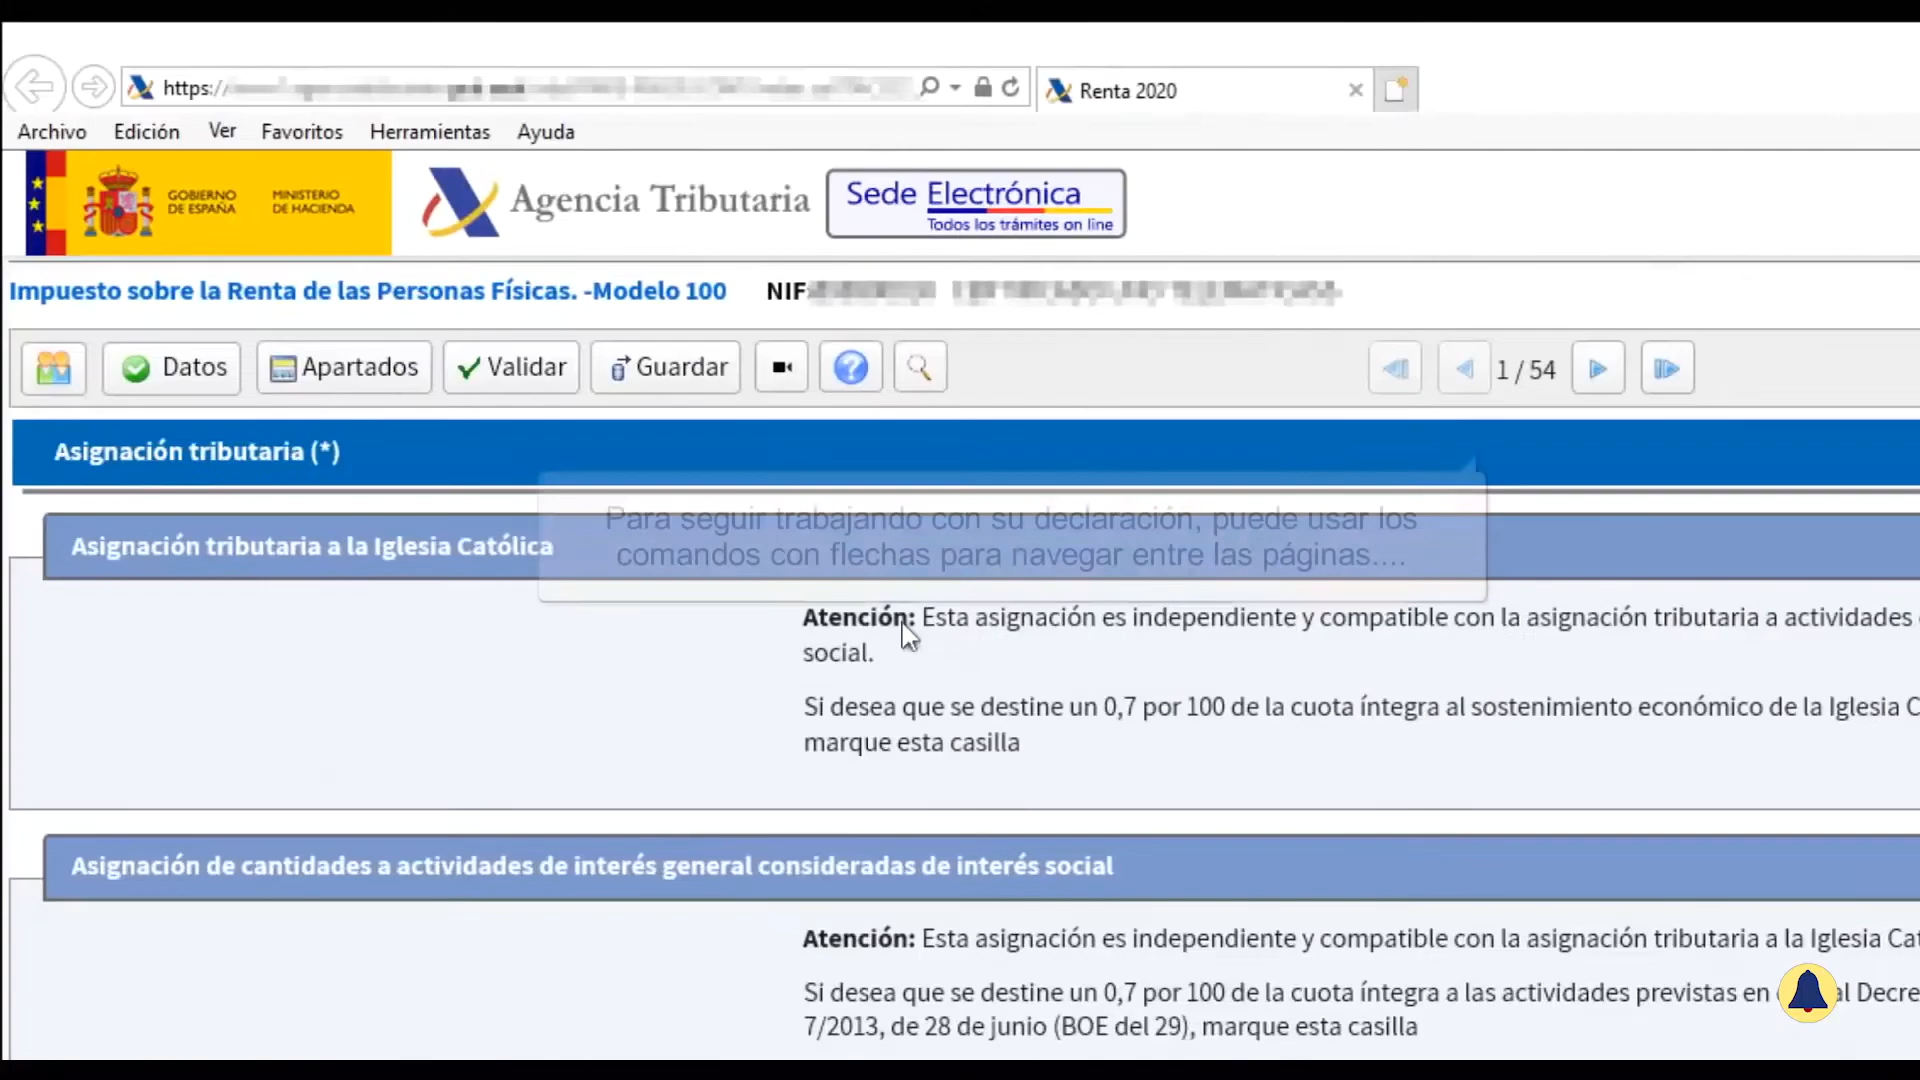 https://
Renta 2020
Archivo Edición Ver Favoritos Herramientas Ayuda
GOBIERNO
DE ESPAÑA
MINISTERIO
DE HACIENDA
Agencia Tributaria
Sede Electrónica
Todos los trámites on line
Impuesto sobre la Renta de las Personas Físicas. -Modelo 100 NIF
Datos Apartados Validar Guardar ? 1 / 54
Asignación tributaria (*)
Para seguir trabajando con su declaración, puede usar los
comandos con flechas para navegar entre las páginas....
Asignación tributaria a la Iglesia Católica
Atención: Esta asignación es independiente y compatible con la asignación tributaria a actividades
social.
Si desea que se destine un 0,7 por 100 de la cuota íntegra al sostenimiento económico de la Iglesia C
marque esta casilla
Asignación de cantidades a actividades de interés general consideradas de interés social
Atención: Esta asignación es independiente y compatible con la asignación tributaria a la Iglesia Cat
Si desea que se destine un 0,7 por 100 de la cuota íntegra a las actividades previstas en al Decre
7/2013, de 28 de junio (BOE del 29), marque esta casilla